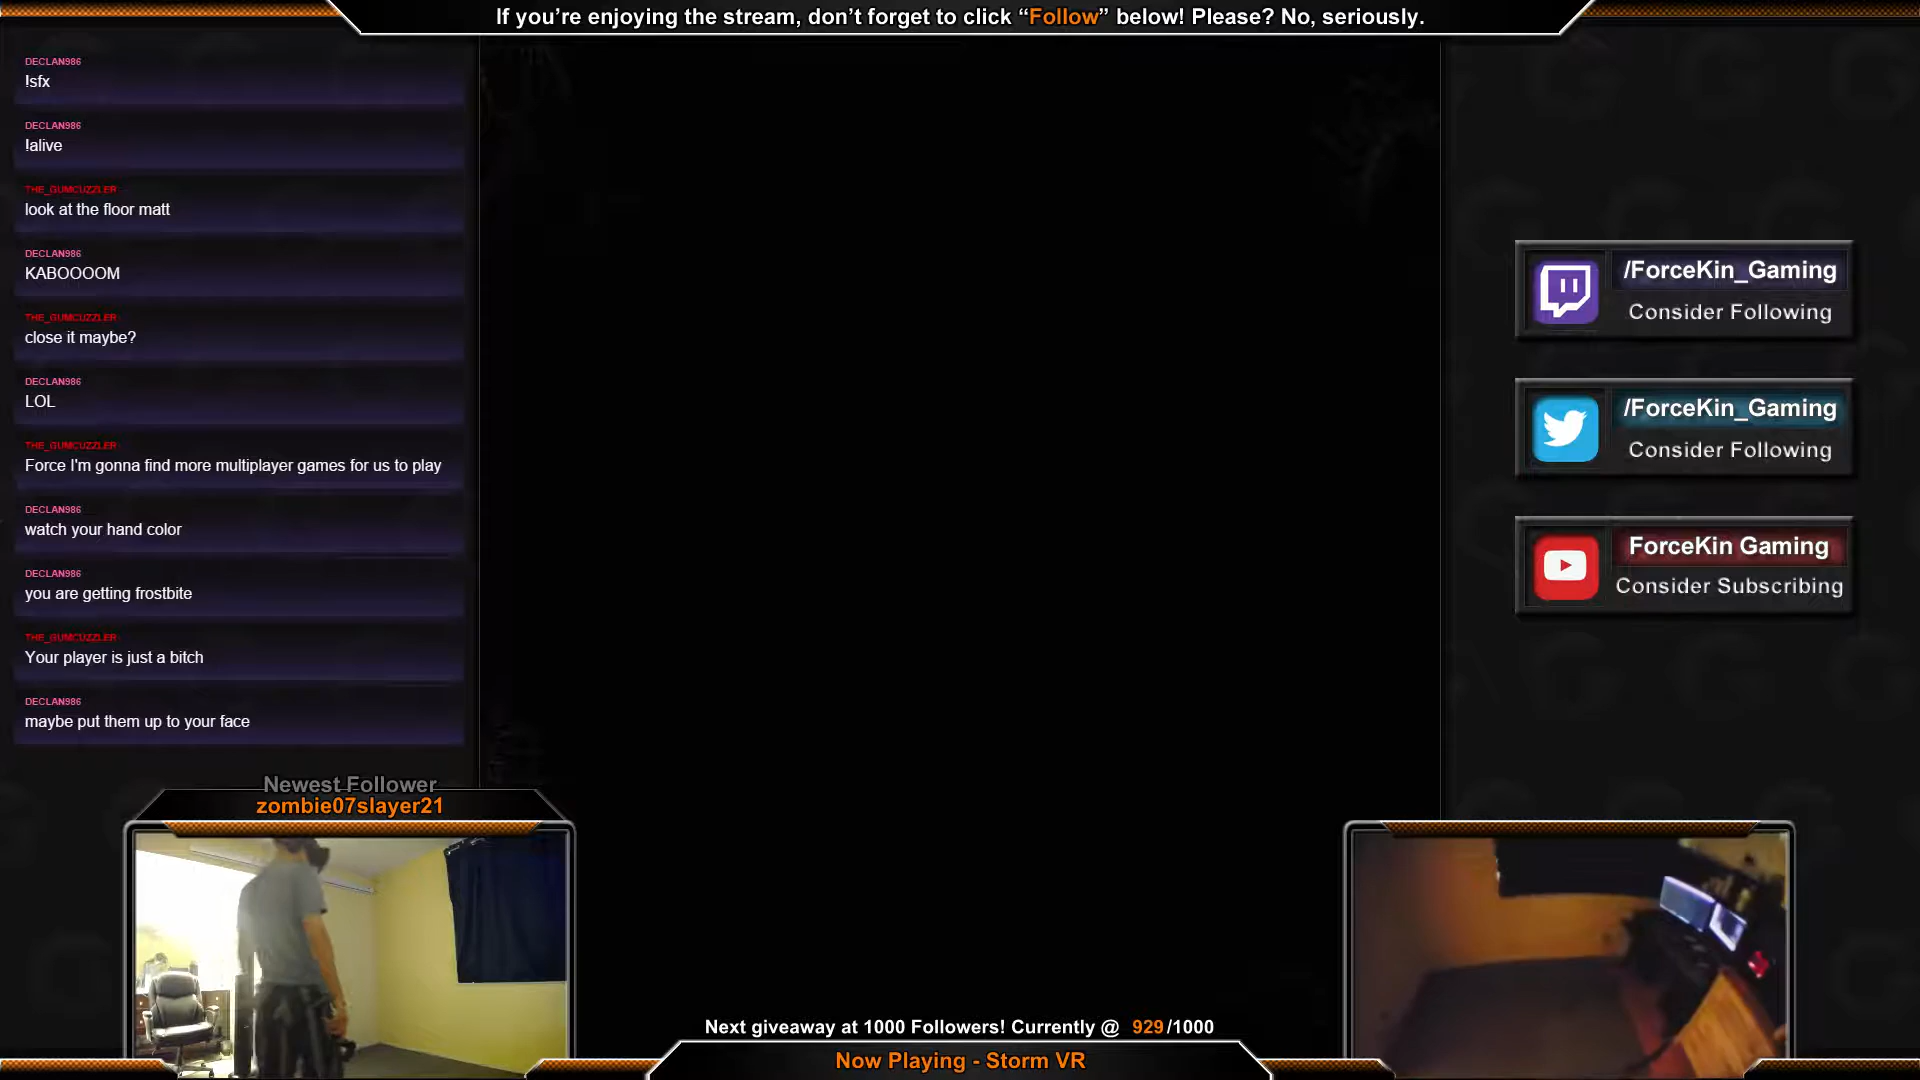 If you're enjoying the stream, don't forget to click “Follow” below! Please? No, seriously.
DECLAN986
!sfx
DECLAN986
!alive
THE_GUMCUZZLER
look at the floor matt
DECLAN986
KABOOOOM
THE_GUMCUZZLER
close it maybe?
DECLAN986
LOL
THE_GUMCUZZLER
Force I'm gonna find more multiplayer games for us to play
DECLAN986
watch your hand color
DECLAN986
you are getting frostbite
THE_GUMCUZZLER
Your player is just a bitch
DECLAN986
maybe put them up to your face
Newest Follower
zombie07slayer21
/ForceKin_Gaming
Consider Following
/ForceKin_Gaming
Consider Following
ForceKin Gaming
Consider Subscribing
Next giveaway at 1000 Followers! Currently @ 929/1000
Now Playing - Storm VR